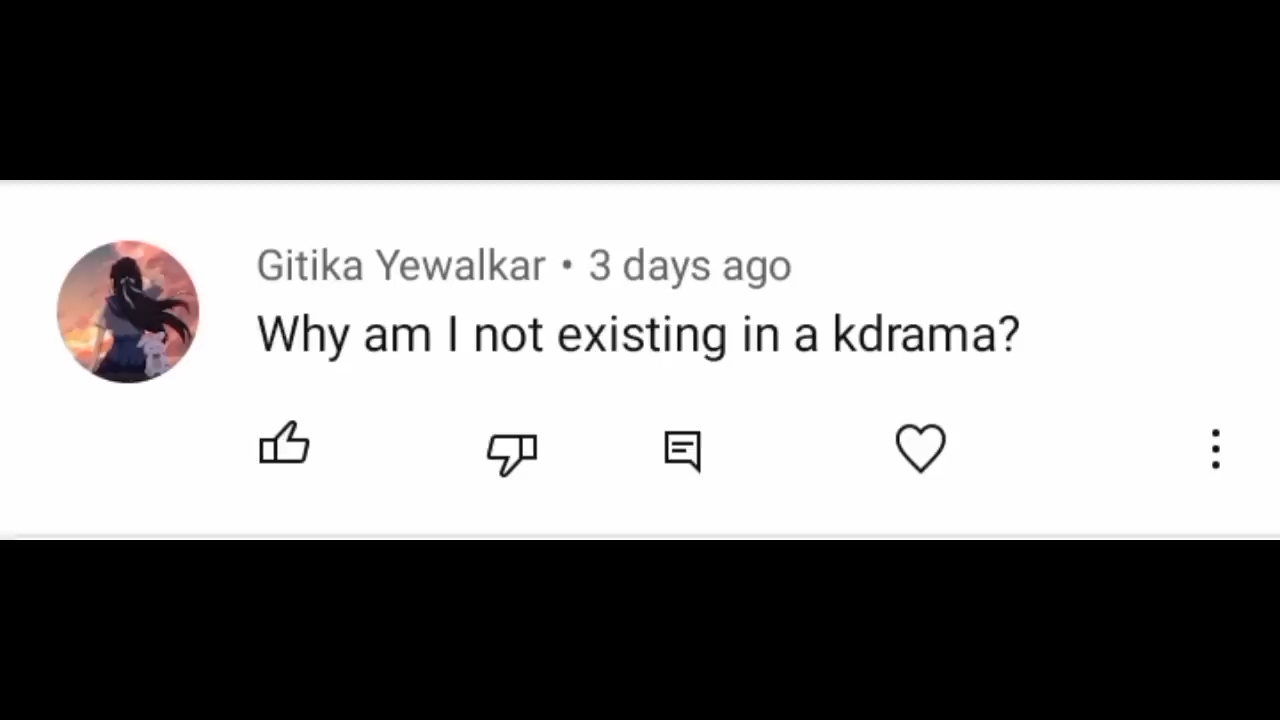 Gitika Yewalkar • 3 days ago
Why am I not existing in a kdrama?